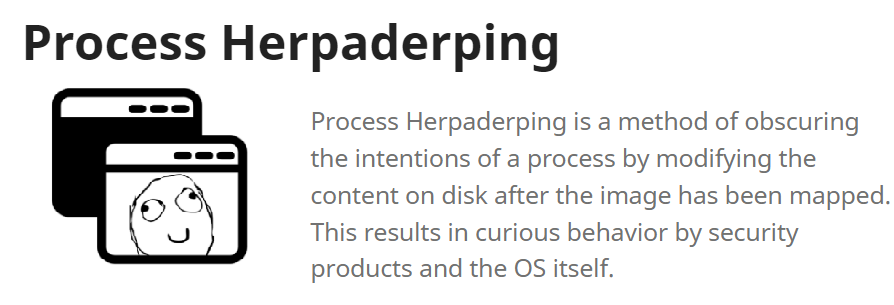 Process Herpaderping
Process Herpaderping is a method of obscuring
the intentions of a process by modifying the
content on disk after the image has been mapped.
This results in curious behavior by security
products and the OS itself.